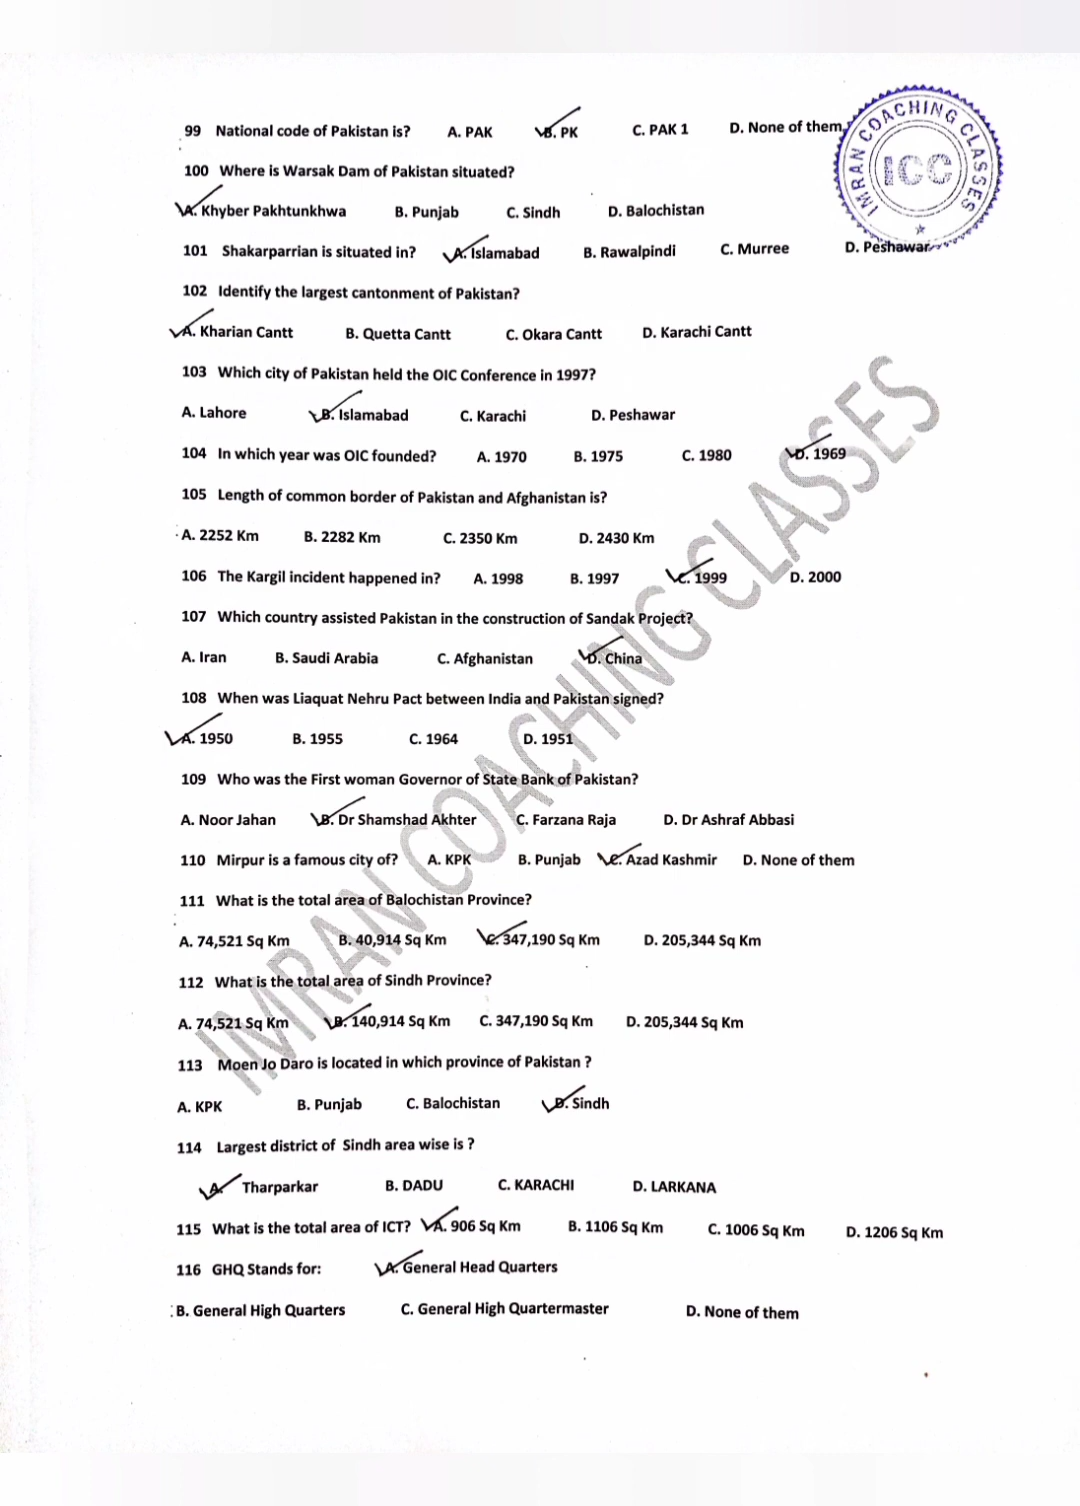 99 National code of Pakistan is? A. PAK B. PK C. PAK 1 D. None of them
100 Where is Warsak Dam of Pakistan situated?
A. Khyber Pakhtunkhwa B. Punjab C. Sindh D. Balochistan
101 Shakarparrian is situated in? A. Islamabad B. Rawalpindi C. Murree D. Peshawar
102 Identify the largest cantonment of Pakistan?
A. Kharian Cantt B. Quetta Cantt C. Okara Cantt D. Karachi Cantt
103 Which city of Pakistan held the OIC Conference in 1997?
A. Lahore B. Islamabad C. Karachi D. Peshawar
104 In which year was OIC founded? A. 1970 B. 1975 C. 1980 D. 1969
105 Length of common border of Pakistan and Afghanistan is?
A. 2252 Km B. 2282 Km C. 2350 Km D. 2430 Km
106 The Kargil incident happened in? A. 1998 B. 1997 C. 1999 D. 2000
107 Which country assisted Pakistan in the construction of Sandak Project?
A. Iran B. Saudi Arabia C. Afghanistan D. China
108 When was Liaquat Nehru Pact between India and Pakistan signed?
A. 1950 B. 1955 C. 1964 D. 1951
109 Who was the First woman Governor of State Bank of Pakistan?
A. Noor Jahan B. Dr Shamshad Akhter C. Farzana Raja D. Dr Ashraf Abbasi
110 Mirpur is a famous city of? A. KPK B. Punjab C. Azad Kashmir D. None of them
111 What is the total area of Balochistan Province?
A. 74,521 Sq Km B. 40,914 Sq Km C. 347,190 Sq Km D. 205,344 Sq Km
112 What is the total area of Sindh Province?
A. 74,521 Sq Km B. 140,914 Sq Km C. 347,190 Sq Km D. 205,344 Sq Km
113 Moen Jo Daro is located in which province of Pakistan ?
A. KPK B. Punjab C. Balochistan D. Sindh
114 Largest district of Sindh area wise is ?
A. Tharparkar B. DADU C. KARACHI D. LARKANA
115 What is the total area of ICT? A. 906 Sq Km B. 1106 Sq Km C. 1006 Sq Km D. 1206 Sq Km
116 GHQ Stands for: A. General Head Quarters
B. General High Quarters C. General High Quartermaster D. None of them
IMRAN COACHING CLASSES
ICC
IMRAN COACHING CLASSES